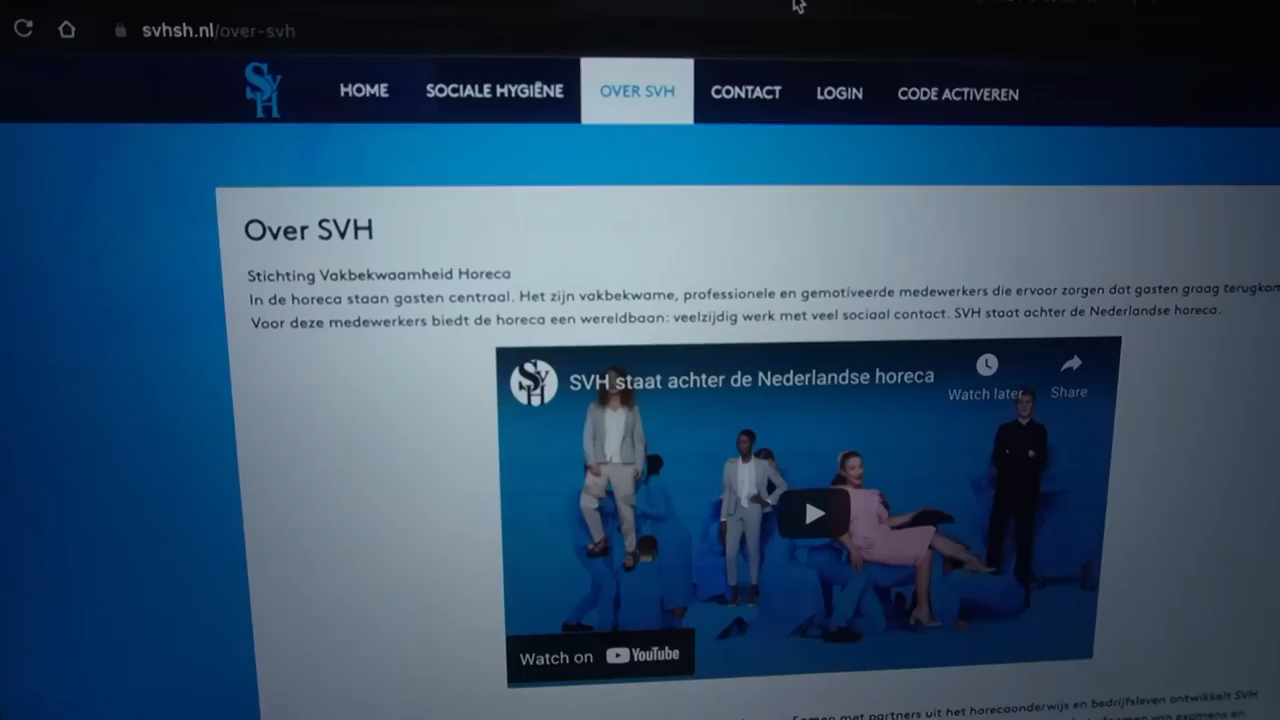 svhsh.nl/over-svh
SVH
HOME
SOCIALE HYGIËNE
OVER SVH
CONTACT
LOGIN
CODE ACTIVEREN
Over SVH
Stichting Vakbekwaamheid Horeca
In de horeca staan gasten centraal. Het zijn vakbekwame, professionele en gemotiveerde medewerkers die ervoor zorgen dat gasten graag
Voor deze medewerkers biedt de horeca een wereldbaan: veelzijdig werk met veel sociaal contact. SVH staat achter de Nederlandse horeca.
SVH
SVH staat achter de Nederlandse horeca
Watch later
Share
Watch on YouTube
met partners uit het horecaonderwijs en bedrijfsleven ontwikkelt SVH